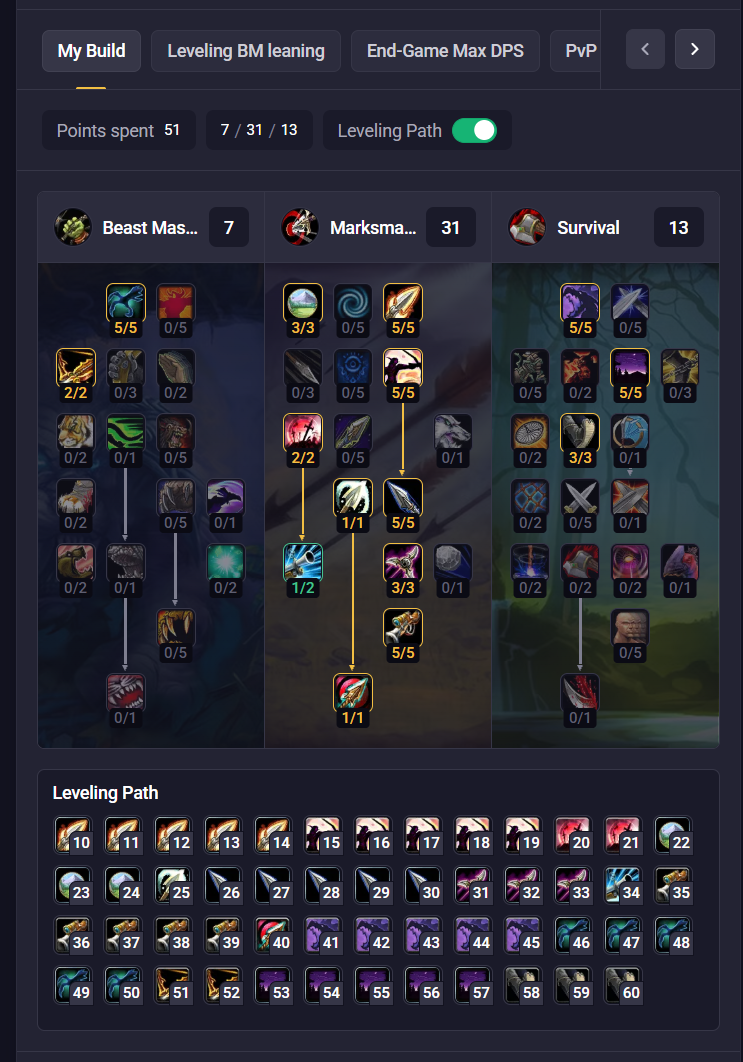 My Build Leveling BM leaning End-Game Max DPS PvP
Points spent 51 7 / 31 / 13 Leveling Path
Beast Mas... 7 Marksma... 31 Survival 13
5/5 0/5 3/3 0/5 5/5 5/5 0/5
2/2 0/3 0/2 0/3 0/5 5/5 0/5 0/2 5/5 0/3
0/2 0/1 0/5 2/2 0/5 0/1 0/2 3/3 0/1
0/2 0/5 0/1 1/1 5/5 0/2 0/5 0/1
0/2 0/1 0/2 1/2 3/3 0/1 0/2 0/2 0/2 0/1
0/5 5/5 0/5
0/1 1/1 0/1
Leveling Path
10 11 12 13 14 15 16 17 18 19 20 21 22
23 24 25 26 27 28 29 30 31 32 33 34 35
36 37 38 39 40 41 42 43 44 45 46 47 48
49 50 51 52 53 54 55 56 57 58 59 60